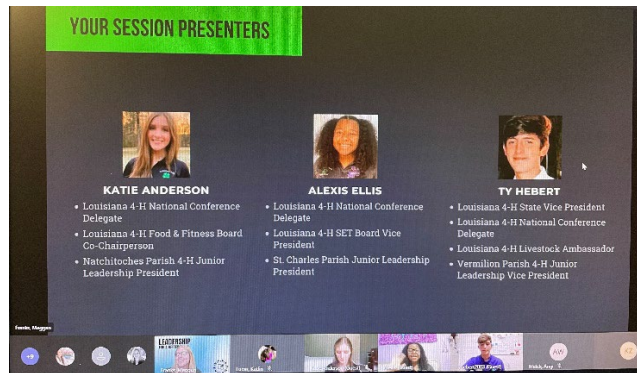 YOUR SESSION PRESENTERS
KATIE ANDERSON
• Louisiana 4-H National Conference
Delegate
• Louisiana 4-H Food & Fitness Board
Co-Chairperson
• Natchitoches Parish 4-H Junior
Leadership President
ALEXIS ELLIS
• Louisiana 4-H National Conference
Delegate
• Louisiana 4-H SET Board Vice
President
• St. Charles Parish Junior Leadership
President
TY HEBERT
• Louisiana 4-H State Vice President
• Louisiana 4-H National Conference
Delegate
• Louisiana 4-H Livestock Ambassador
• Vermilion Parish 4-H Junior
Leadership Vice President
+9
LEADERSHIP
AW